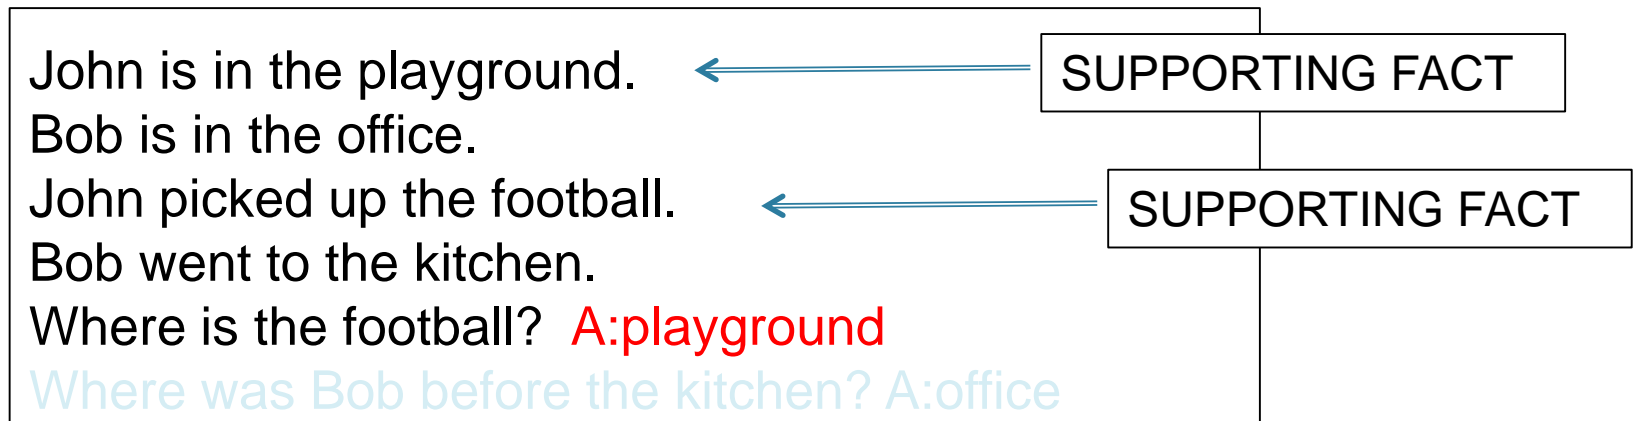 John is in the playground.
SUPPORTING FACT
Bob is in the office.
John picked up the football.
SUPPORTING FACT
Bob went to the kitchen.
Where is the football? A:playground
Where was Bob before the kitchen? A:office